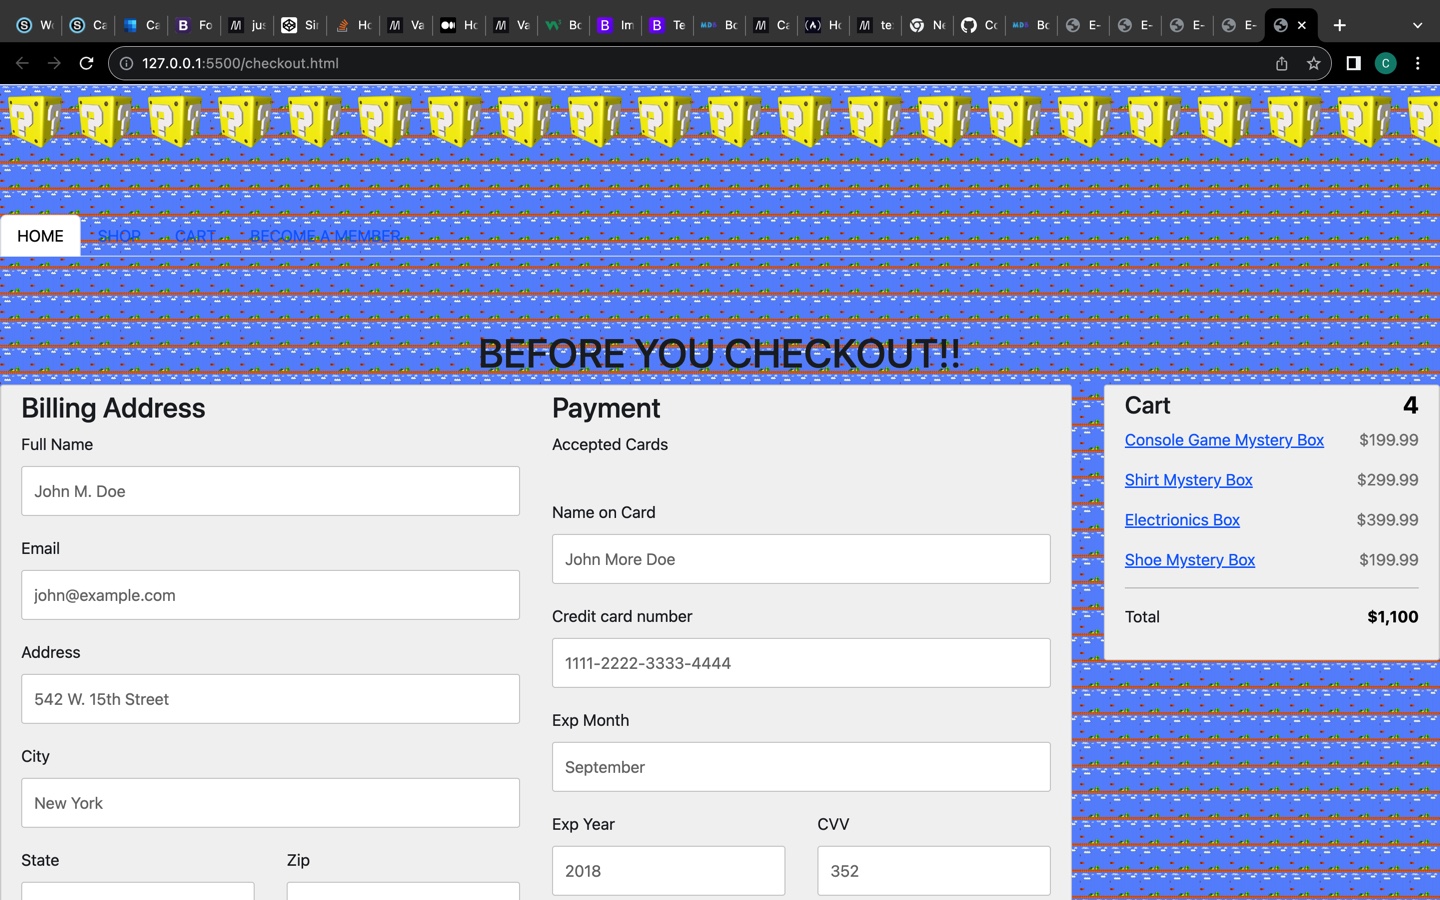 W
Ca
Ca
Fo
jus
Sir
Ho
Va
Ho
Va
Bo
Im
Te
Bo
Ca
Ho
te
Ne
Co
Bo
E-
E-
E-
E-
127.0.0.1:5500/checkout.html
C
HOME SHOP CART BECOME A MEMBER
BEFORE YOU CHECKOUT!!
Billing Address
Full Name
John M. Doe
Email
john@example.com
Address
542 W. 15th Street
City
New York
State Zip
Payment
Accepted Cards
Name on Card
John More Doe
Credit card number
1111-2222-3333-4444
Exp Month
September
Exp Year CVV
2018 352
Cart 4
Console Game Mystery Box $199.99
Shirt Mystery Box $299.99
Electrionics Box $399.99
Shoe Mystery Box $199.99
Total $1,100